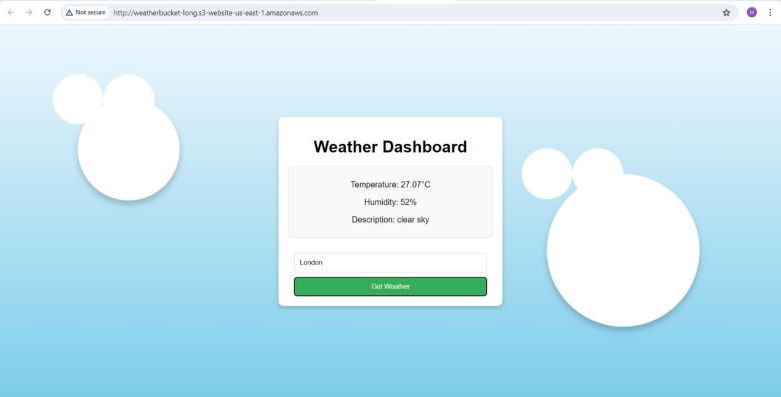 Not secure
http://weatherbucket-long.s3-website-us-east-1.amazonaws.com
H
Weather Dashboard
Temperature: 27.07°C
Humidity: 52%
Description: clear sky
London
Get Weather